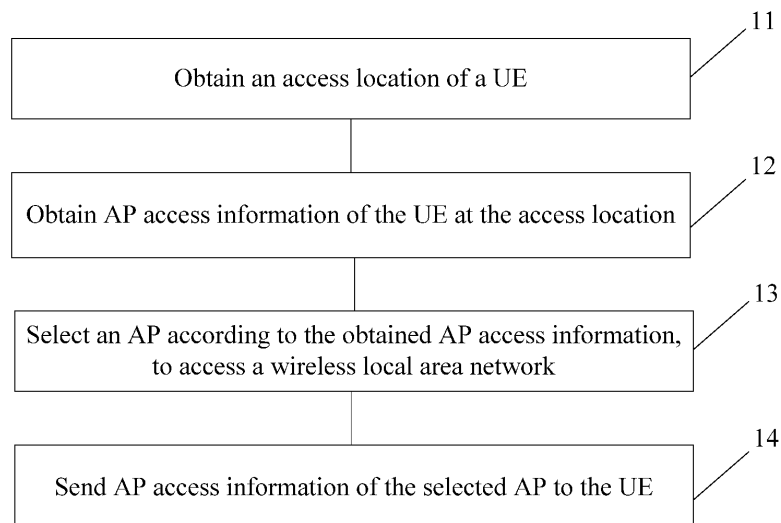 11
Obtain an access location of a UE
12
Obtain AP access information of the UE at the access location
13
Select an AP according to the obtained AP access information,
to access a wireless local area network
14
Send AP access information of the selected AP to the UE